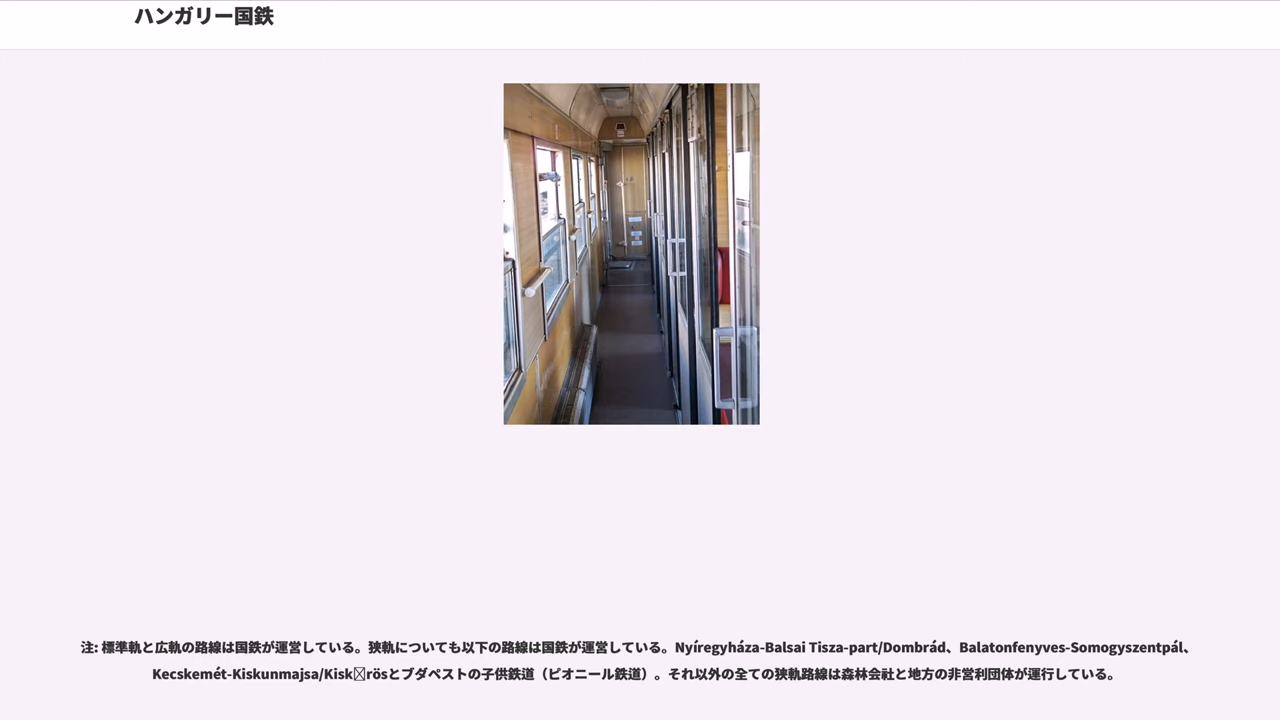 ハンガリー国鉄
注: 標準軌と広軌の路線は国鉄が運営している。狭軌についても以下の路線は国鉄が運営している。Nyíregyháza-Balsai Tisza-part/Dombrád、Balatonfenyves-Somogyszentpál、
Kecskemét-Kiskunmajsa/Kisk□rösとブダペストの子供鉄道（ピオニール鉄道）。それ以外の全ての狭軌路線は森林会社と地方の非営利団体が運行している。